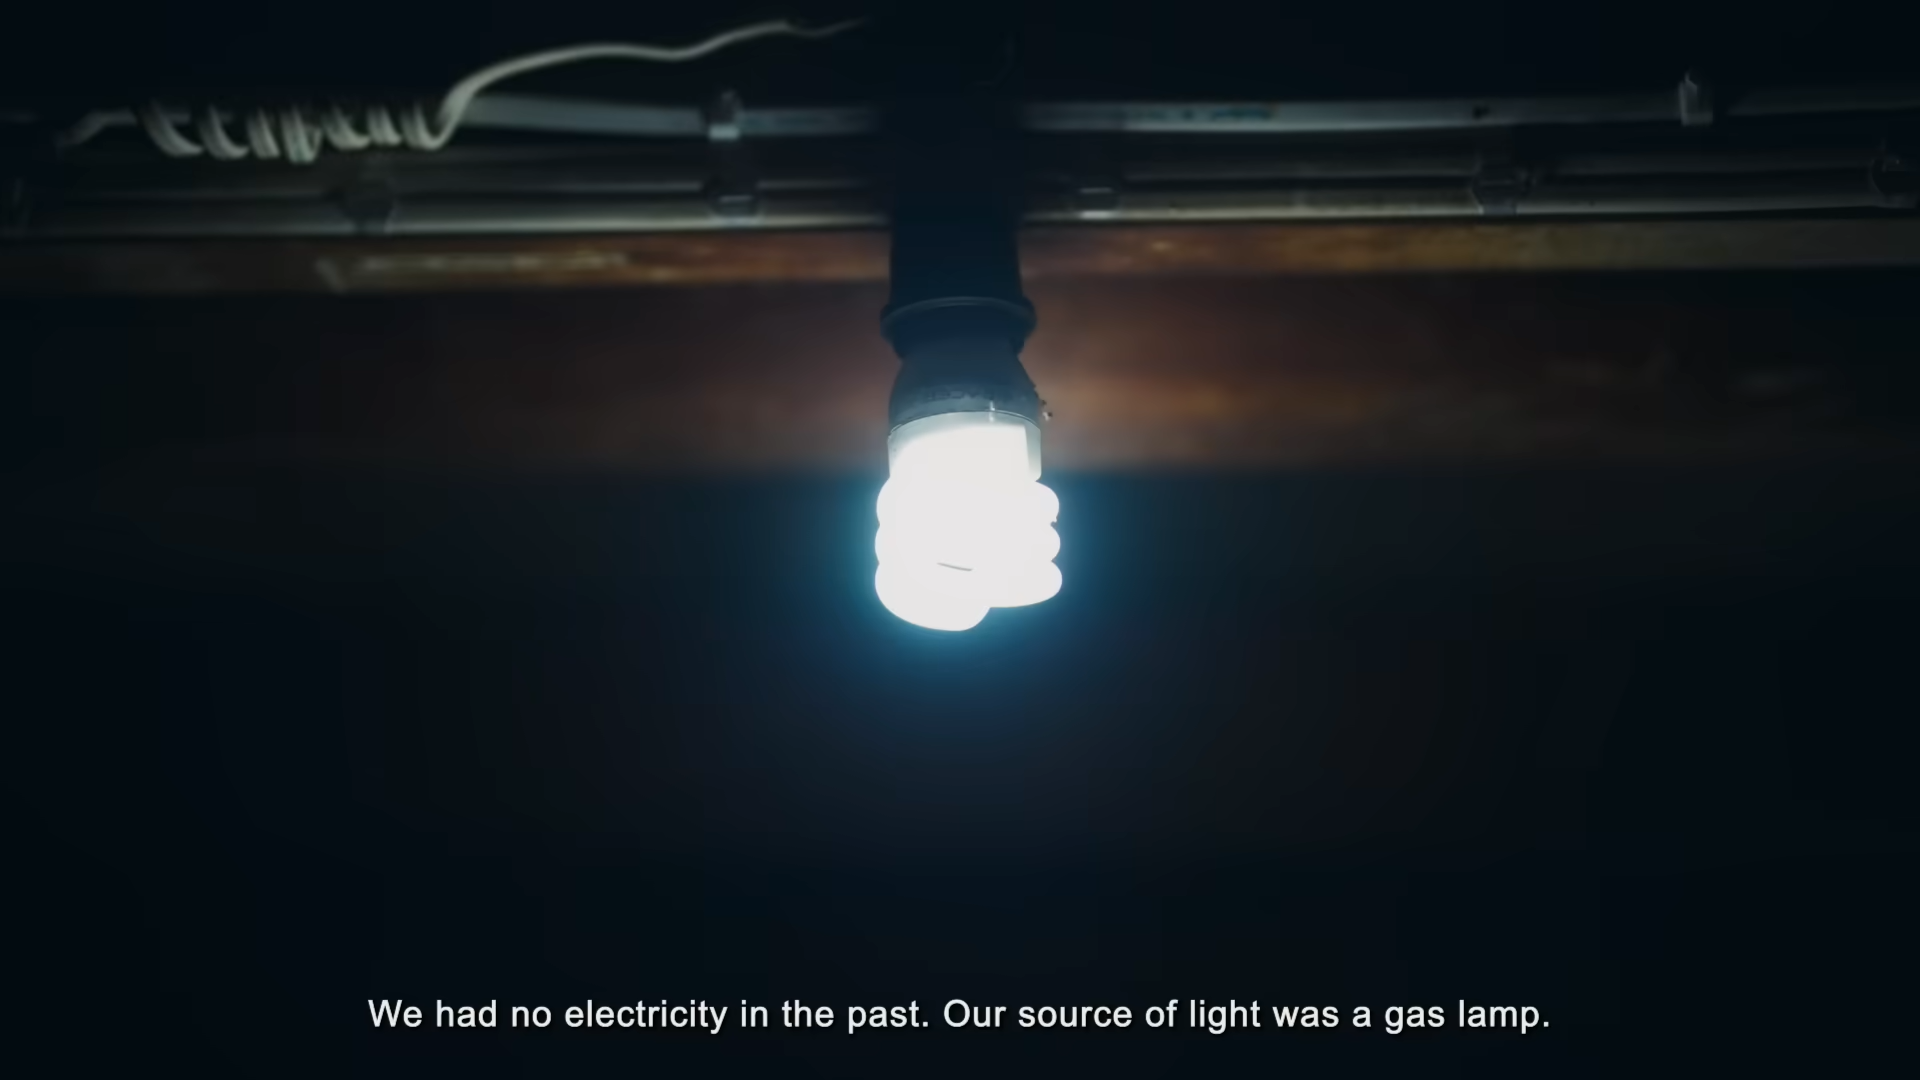 We had no electricity in the past. Our source of light was a gas lamp.